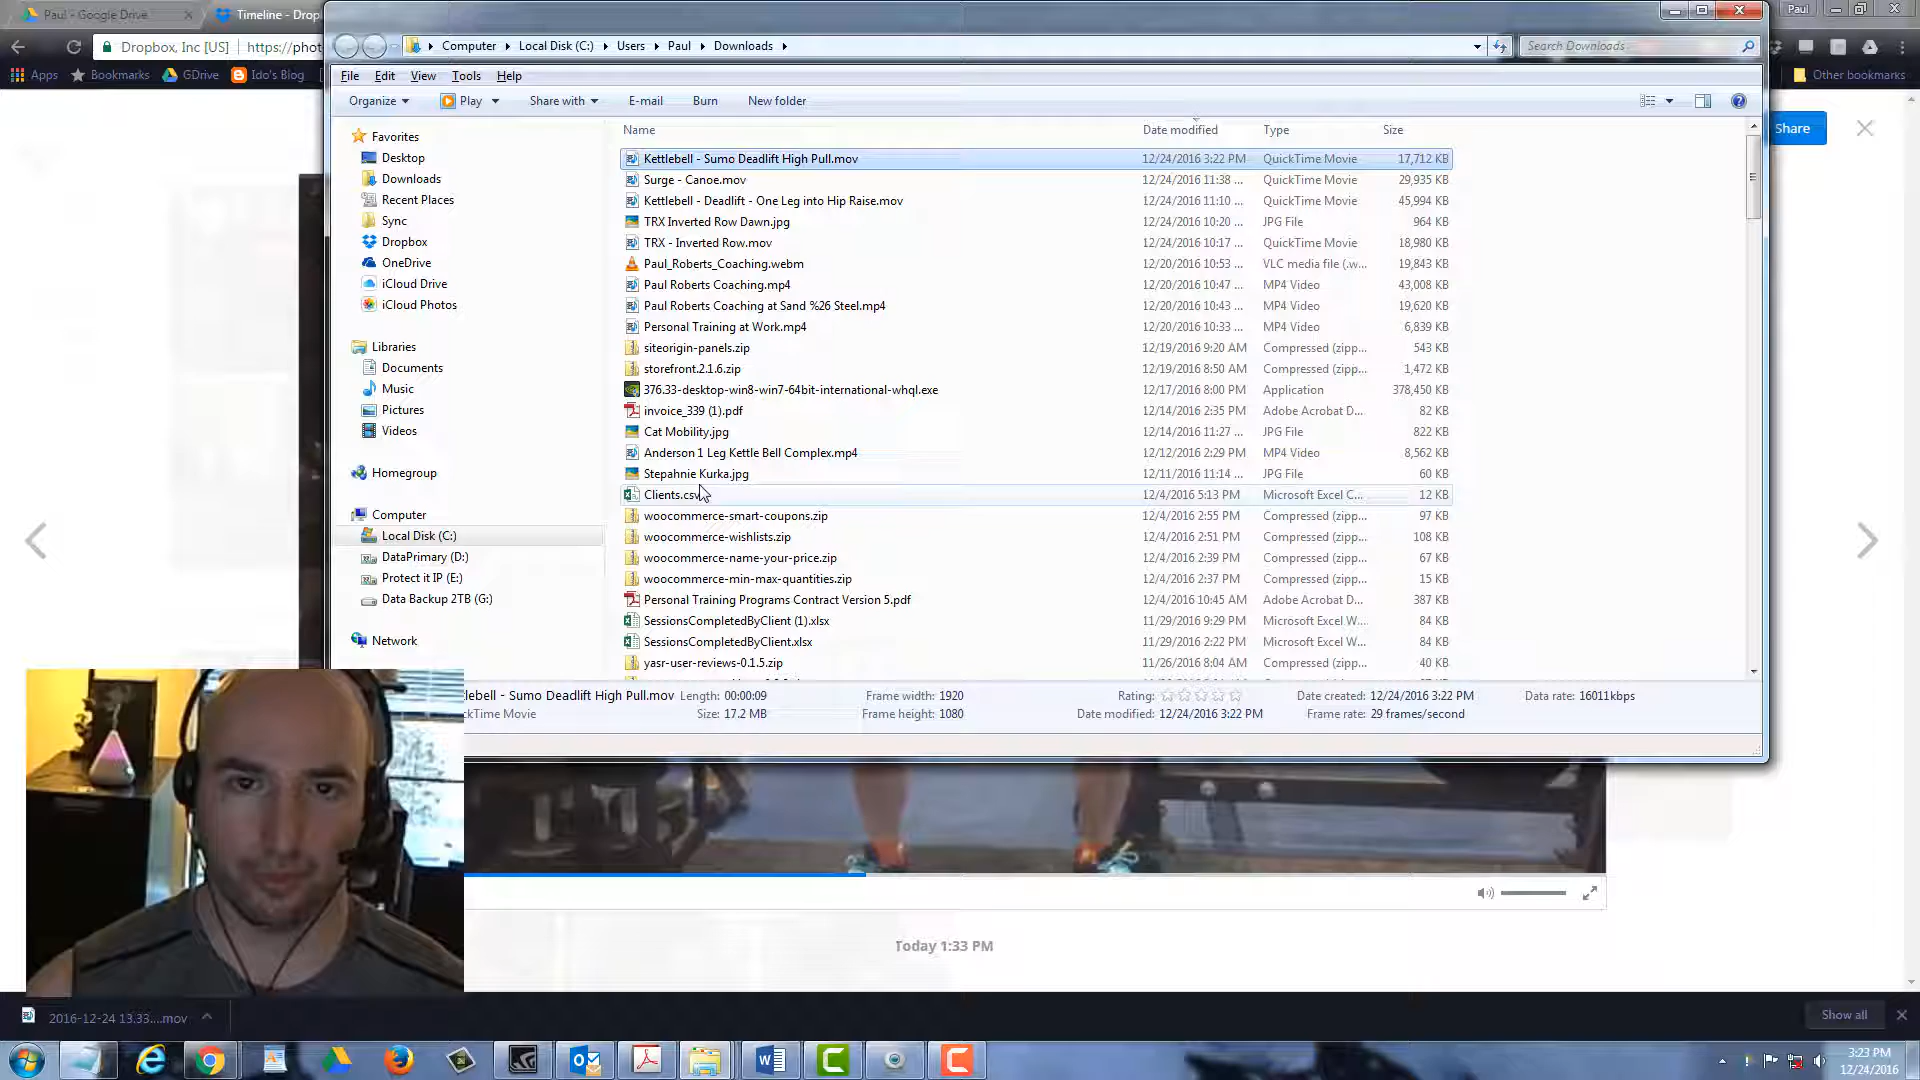 Paul - Google Drive
Timeline - Drop
Paul
Dropbox, Inc [US]
https://phot
Apps
Bookmarks
GDrive
Ido's Blog
Other bookmarks
Computer
Local Disk (C:)
Users
Paul
Downloads
Search Downloads
File
Edit
View
Tools
Help
Organize
Play
Share with
E-mail
Burn
New folder
Share
Name
Date modified
Type
Size
Favorites
Desktop
Downloads
Recent Places
Sync
Dropbox
OneDrive
iCloud Drive
iCloud Photos
Libraries
Documents
Music
Pictures
Videos
Homegroup
Computer
Local Disk (C:)
DataPrimary (D:)
Protect it IP (E:)
Data Backup 2TB (G:)
Network
Kettlebell - Sumo Deadlift High Pull.mov 12/24/2016 3:22 PM QuickTime Movie 17,712 KB
Surge - Canoe.mov 12/24/2016 11:38 ... QuickTime Movie 29,935 KB
Kettlebell - Deadlift - One Leg into Hip Raise.mov 12/24/2016 11:10 ... QuickTime Movie 45,994 KB
TRX Inverted Row Dawn.jpg 12/24/2016 10:20 ... JPG File 964 KB
TRX - Inverted Row.mov 12/24/2016 10:17 ... QuickTime Movie 18,980 KB
Paul_Roberts_Coaching.webm 12/20/2016 10:53 ... VLC media file (.w... 19,843 KB
Paul Roberts Coaching.mp4 12/20/2016 10:47 ... MP4 Video 43,008 KB
Paul Roberts Coaching at Sand %26 Steel.mp4 12/20/2016 10:43 ... MP4 Video 19,620 KB
Personal Training at Work.mp4 12/20/2016 10:33 ... MP4 Video 6,839 KB
siteorigin-panels.zip 12/19/2016 9:20 AM Compressed (zipp... 543 KB
storefront.2.1.6.zip 12/19/2016 8:50 AM Compressed (zipp... 1,472 KB
376.33-desktop-win8-win7-64bit-international-whql.exe 12/17/2016 8:00 PM Application 378,450 KB
invoice_339 (1).pdf 12/14/2016 2:35 PM Adobe Acrobat D... 82 KB
Cat Mobility.jpg 12/14/2016 11:27 ... JPG File 822 KB
Anderson 1 Leg Kettle Bell Complex.mp4 12/12/2016 2:29 PM MP4 Video 8,562 KB
Stepahnie Kurka.jpg 12/11/2016 11:14 ... JPG File 60 KB
Clients.csv 12/4/2016 5:13 PM Microsoft Excel C... 12 KB
woocommerce-smart-coupons.zip 12/4/2016 2:55 PM Compressed (zipp... 97 KB
woocommerce-wishlists.zip 12/4/2016 2:51 PM Compressed (zipp... 108 KB
woocommerce-name-your-price.zip 12/4/2016 2:39 PM Compressed (zipp... 67 KB
woocommerce-min-max-quantities.zip 12/4/2016 2:37 PM Compressed (zipp... 15 KB
Personal Training Programs Contract Version 5.pdf 12/4/2016 10:45 AM Adobe Acrobat D... 387 KB
SessionsCompletedByClient (1).xlsx 11/29/2016 9:29 PM Microsoft Excel W... 84 KB
SessionsCompletedByClient.xlsx 11/29/2016 2:22 PM Microsoft Excel W... 84 KB
yasr-user-reviews-0.1.5.zip 11/26/2016 8:04 AM Compressed (zipp... 40 KB
lebell - Sumo Deadlift High Pull.mov Length: 00:00:09 Frame width: 1920 Rating: Date created: 12/24/2016 3:22 PM Data rate: 16011kbps
ckTime Movie Size: 17.2 MB Frame height: 1080 Date modified: 12/24/2016 3:22 PM Frame rate: 29 frames/second
Today 1:33 PM
2016-12-24 13.33....mov
Show all
3:23 PM
12/24/2016